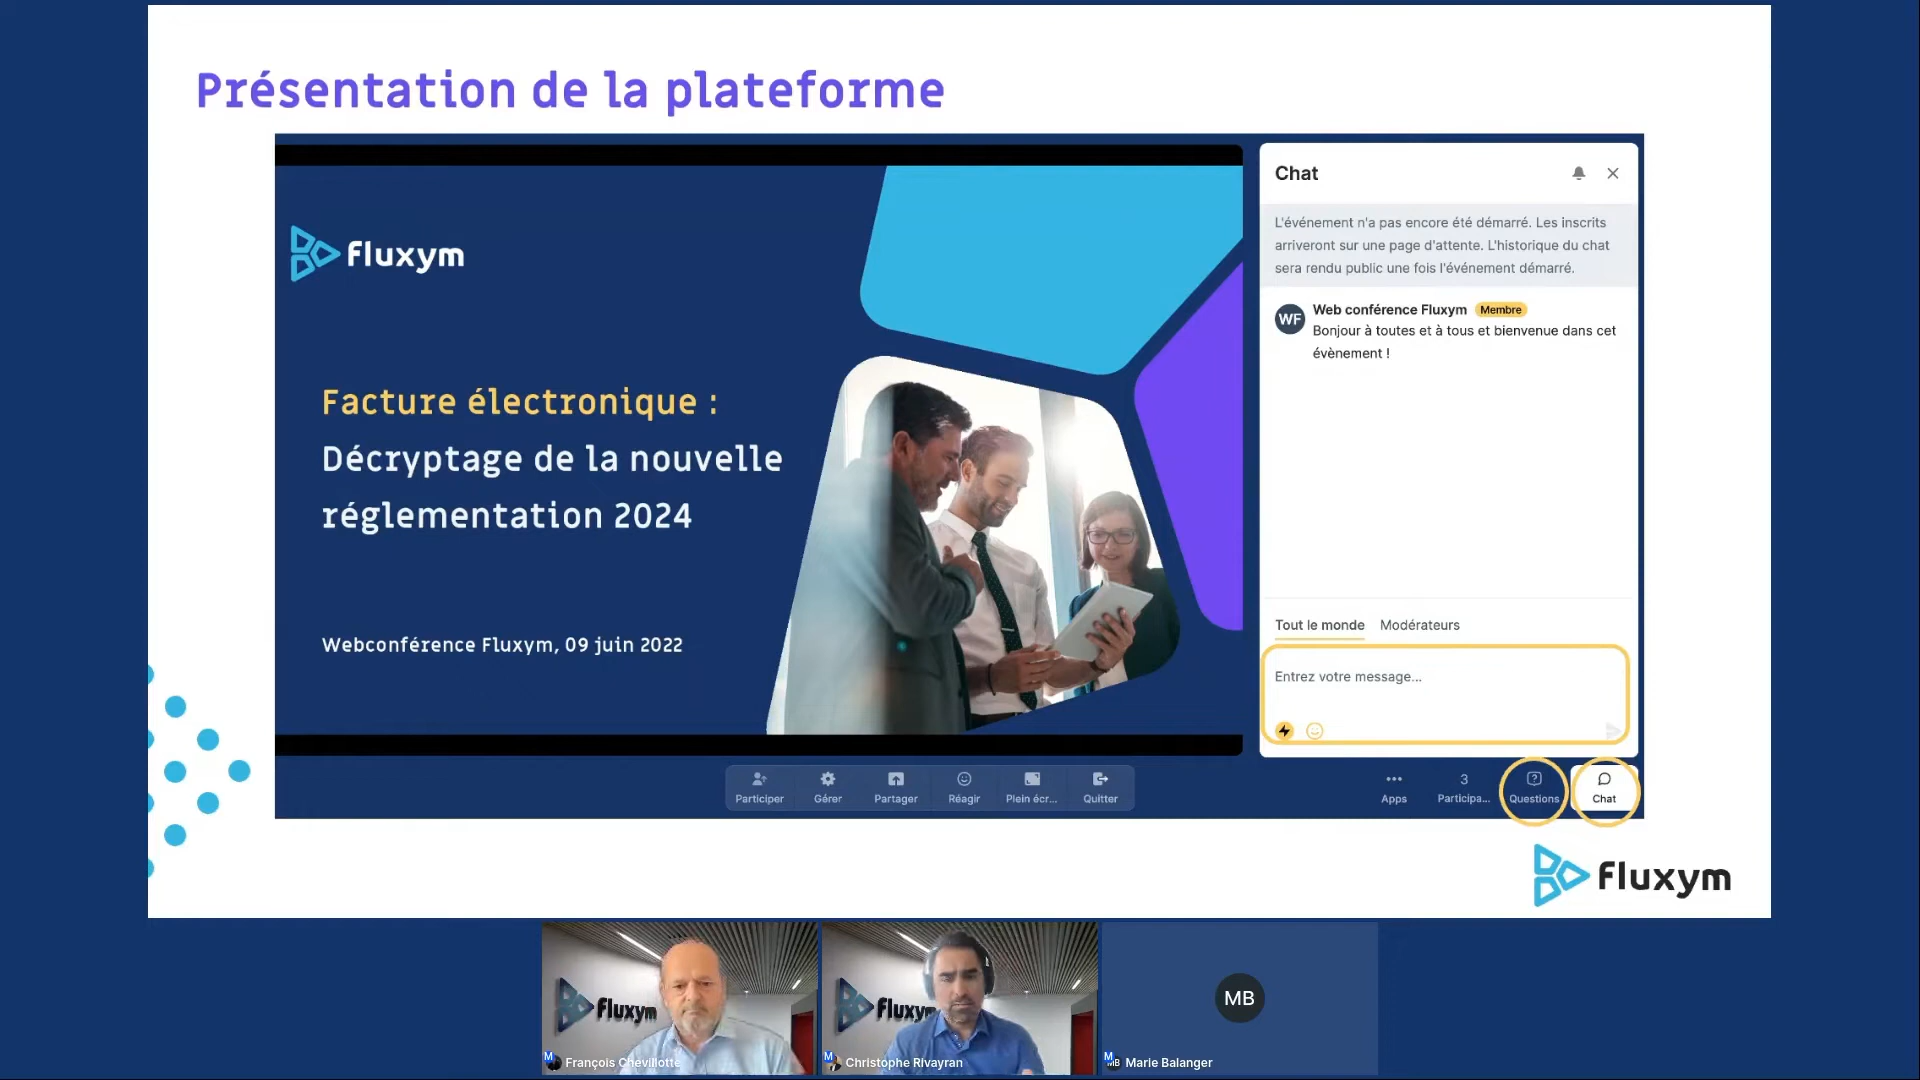 Présentation de la plateforme
fluxym
Facture électronique :
Décryptage de la nouvelle
réglementation 2024
Webconférence Fluxym, 09 juin 2022
Chat
L'événement n'a pas encore été démarré. Les inscrits
arriveront sur une page d'attente. L'historique du chat
sera rendu public une fois l'événement démarré.
WF
Web conférence Fluxym Membre
Bonjour à toutes et à tous et bienvenue dans cet
évènement !
Tout le monde Modérateurs
Entrez votre message...
Participer Gérer Partager Réagir Plein écr... Quitter
Apps
3
Participa...
Questions
Chat
fluxym
fluxym
M François Chevillotte
fluxym
M Christophe Rivayran
MB
M MB Marie Balanger